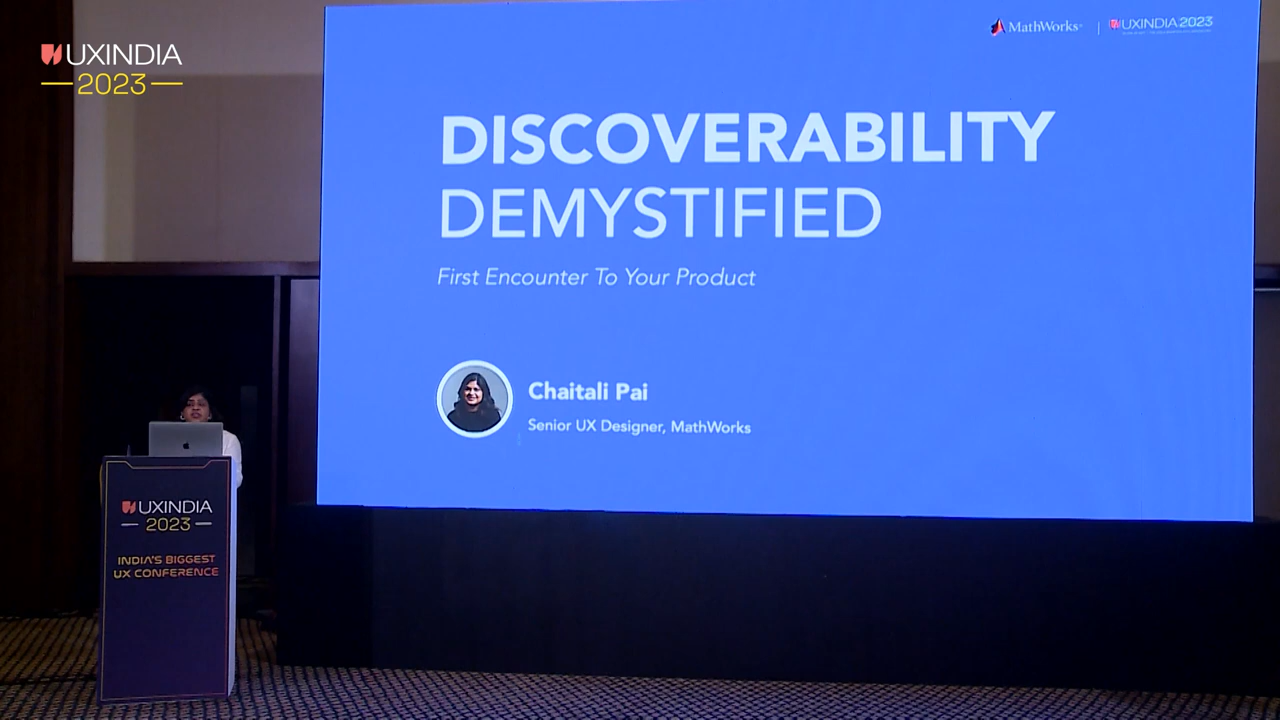 UXINDIA
2023
MathWorks
UXINDIA2023
DISCOVERABILITY
DEMYSTIFIED
First Encounter To Your Product
Chaitali Pai
Senior UX Designer, MathWorks
UXINDIA
2023
INDIA'S BIGGEST
UX CONFERENCE